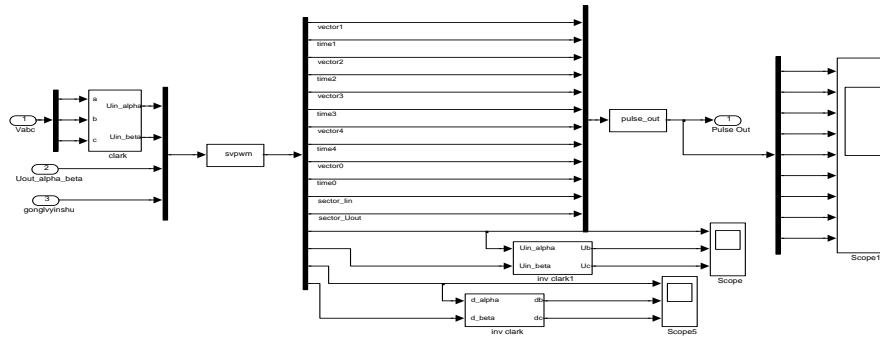 1
Vabc
a
b
c
Uin_alpha
Uin_beta
clark
2
Uout_alpha_beta
3
gonglvyinshu
svpwm
vector1
time1
vector2
time2
vector3
time3
vector4
time4
vector0
time0
sector_Iin
sector_Uout
pulse_out
1
Pulse Out
Scope1
Uin_alpha
Uin_beta
Ub
Uc
inv clark1
Scope
d_alpha
d_beta
db
dc
inv clark
Scope5